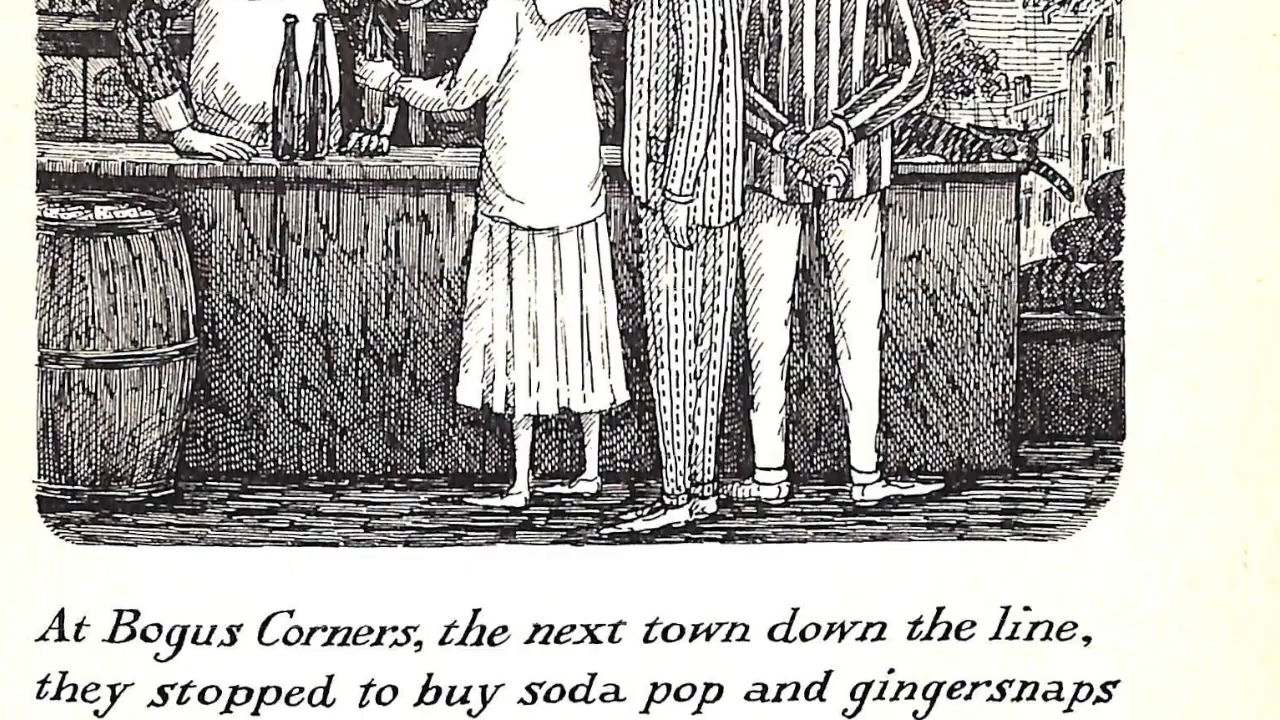 At Bogus Corners, the next town down the line,
they stopped to buy soda pop and gingersnaps